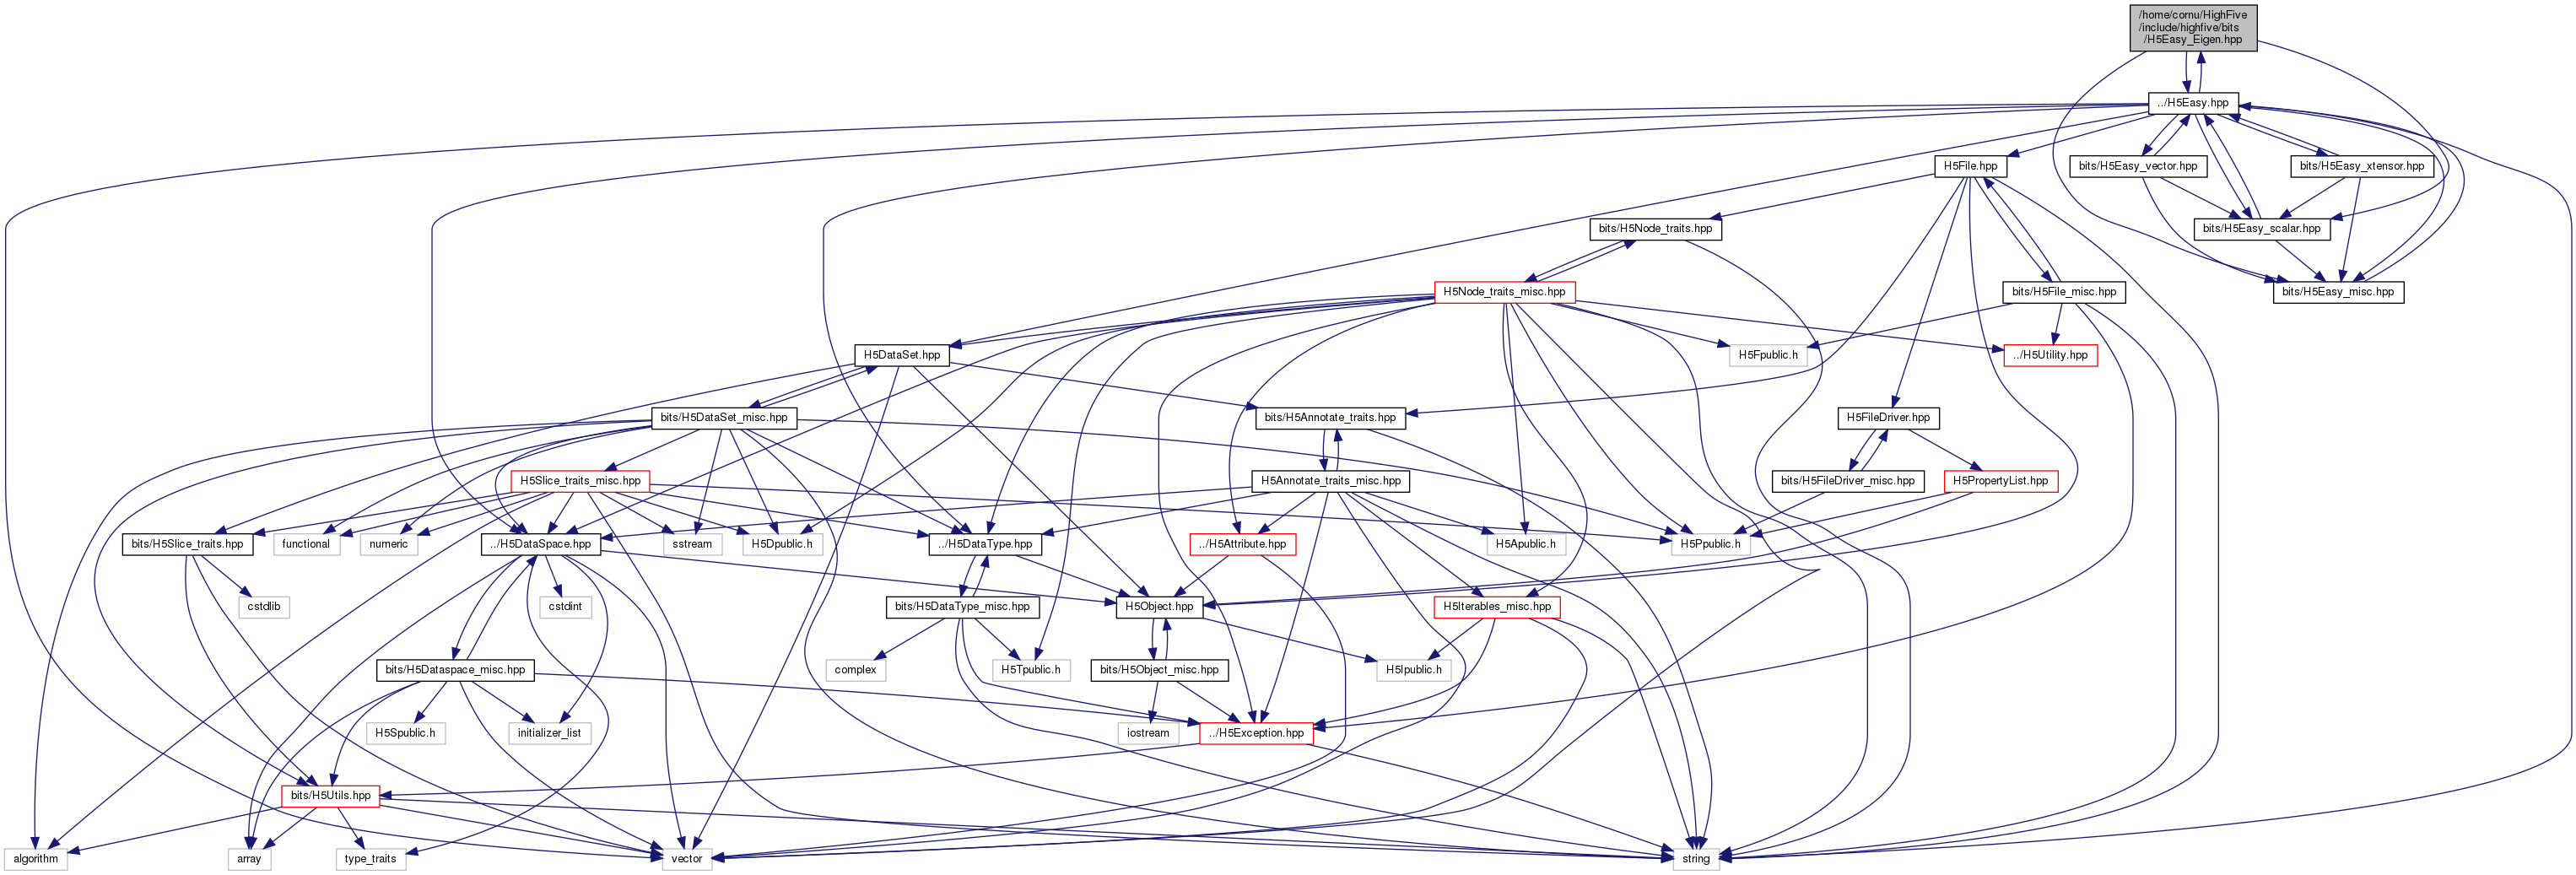 /home/cornu/HighFive
/include/highfive/bits
/H5Easy_Eigen.hpp
../H5Easy.hpp
H5File.hpp
bits/H5Easy_vector.hpp
bits/H5Easy_xtensor.hpp
bits/H5Node_traits.hpp
bits/H5Easy_scalar.hpp
H5Node_traits_misc.hpp
bits/H5File_misc.hpp
bits/H5Easy_misc.hpp
H5DataSet.hpp
H5Fpublic.h
../H5Utility.hpp
bits/H5DataSet_misc.hpp
bits/H5Annotate_traits.hpp
H5FileDriver.hpp
H5Slice_traits_misc.hpp
H5Annotate_traits_misc.hpp
bits/H5FileDriver_misc.hpp
H5PropertyList.hpp
bits/H5Slice_traits.hpp
functional
numeric
../H5DataSpace.hpp
sstream
H5Dpublic.h
../H5DataType.hpp
../H5Attribute.hpp
H5Apublic.h
H5Ppublic.h
cstdlib
cstdint
bits/H5DataType_misc.hpp
H5Object.hpp
H5Iterables_misc.hpp
bits/H5Dataspace_misc.hpp
complex
H5Tpublic.h
bits/H5Object_misc.hpp
H5Ipublic.h
H5Spublic.h
initializer_list
iostream
../H5Exception.hpp
bits/H5Utils.hpp
algorithm
array
type_traits
vector
string